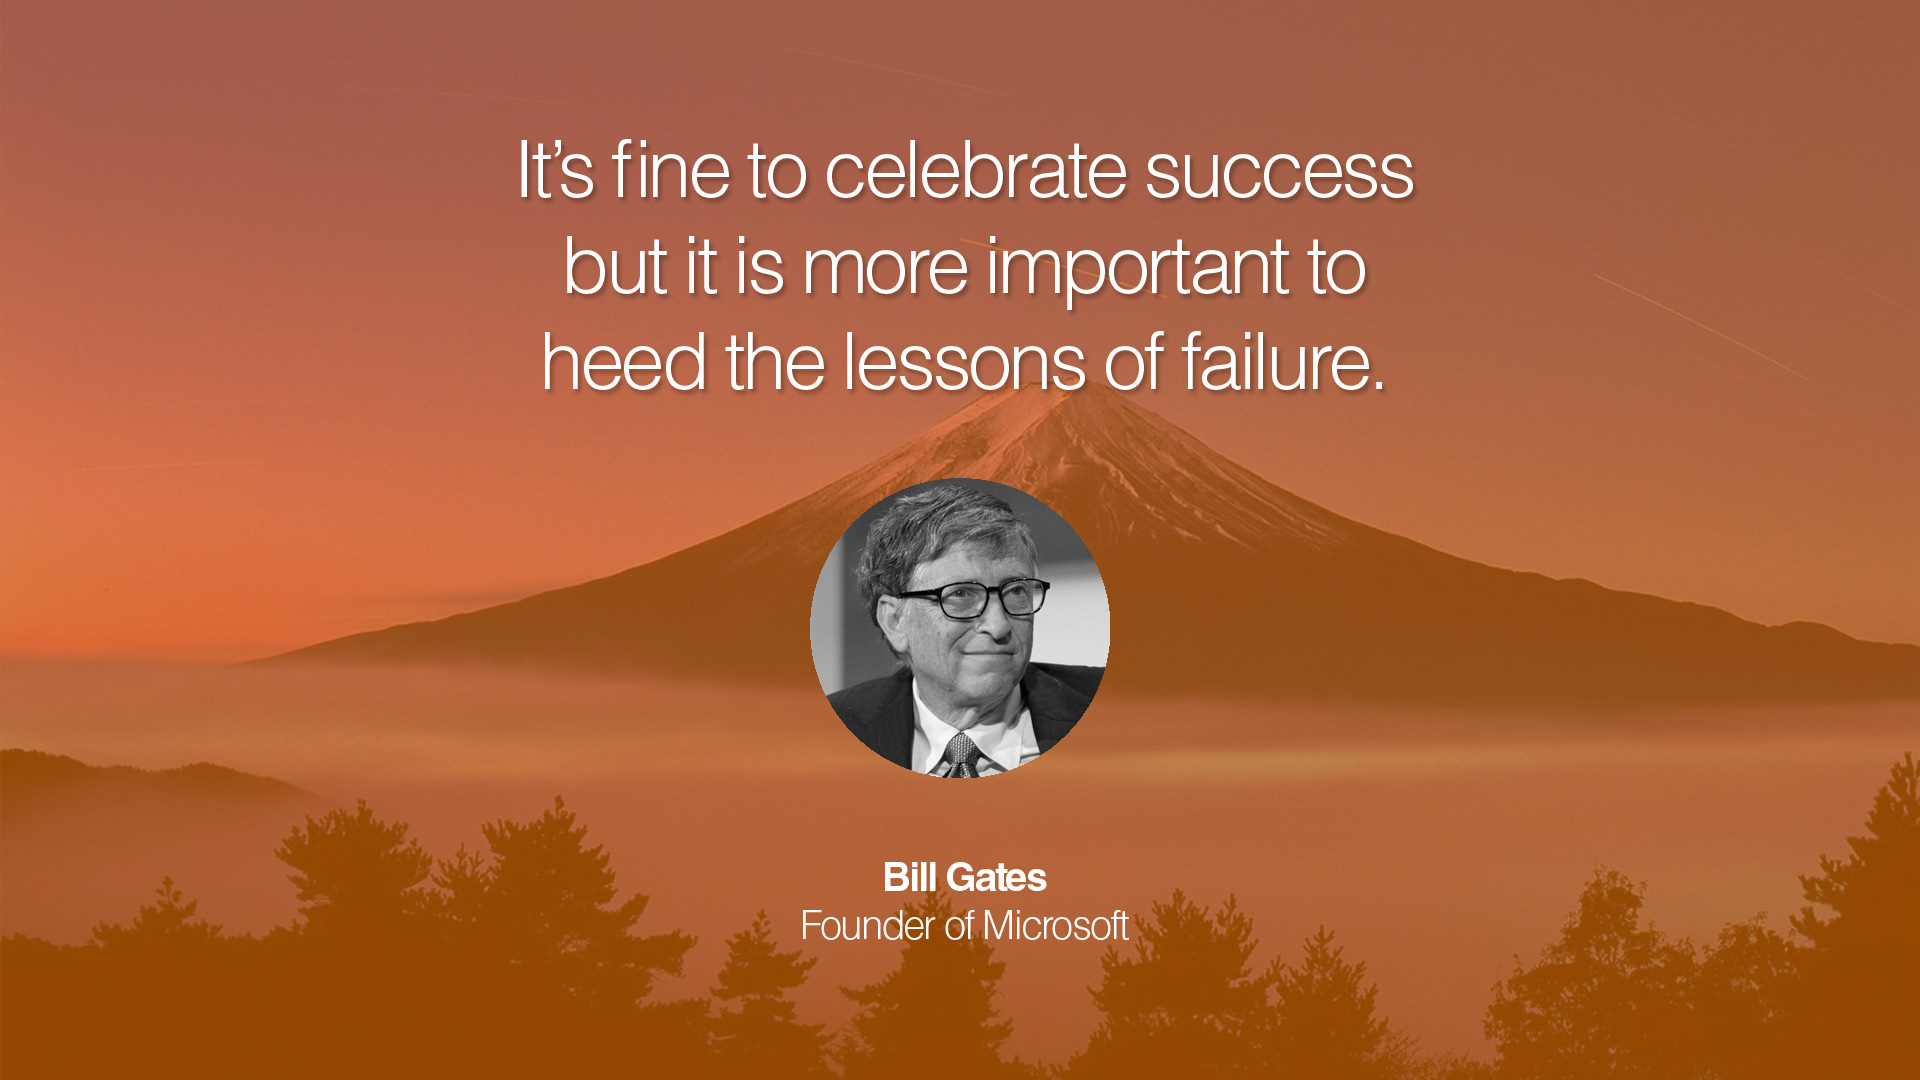 It’s fine to celebrate success
but it is more important to
heed the lessons of failure.
Bill Gates
Founder of Microsoft